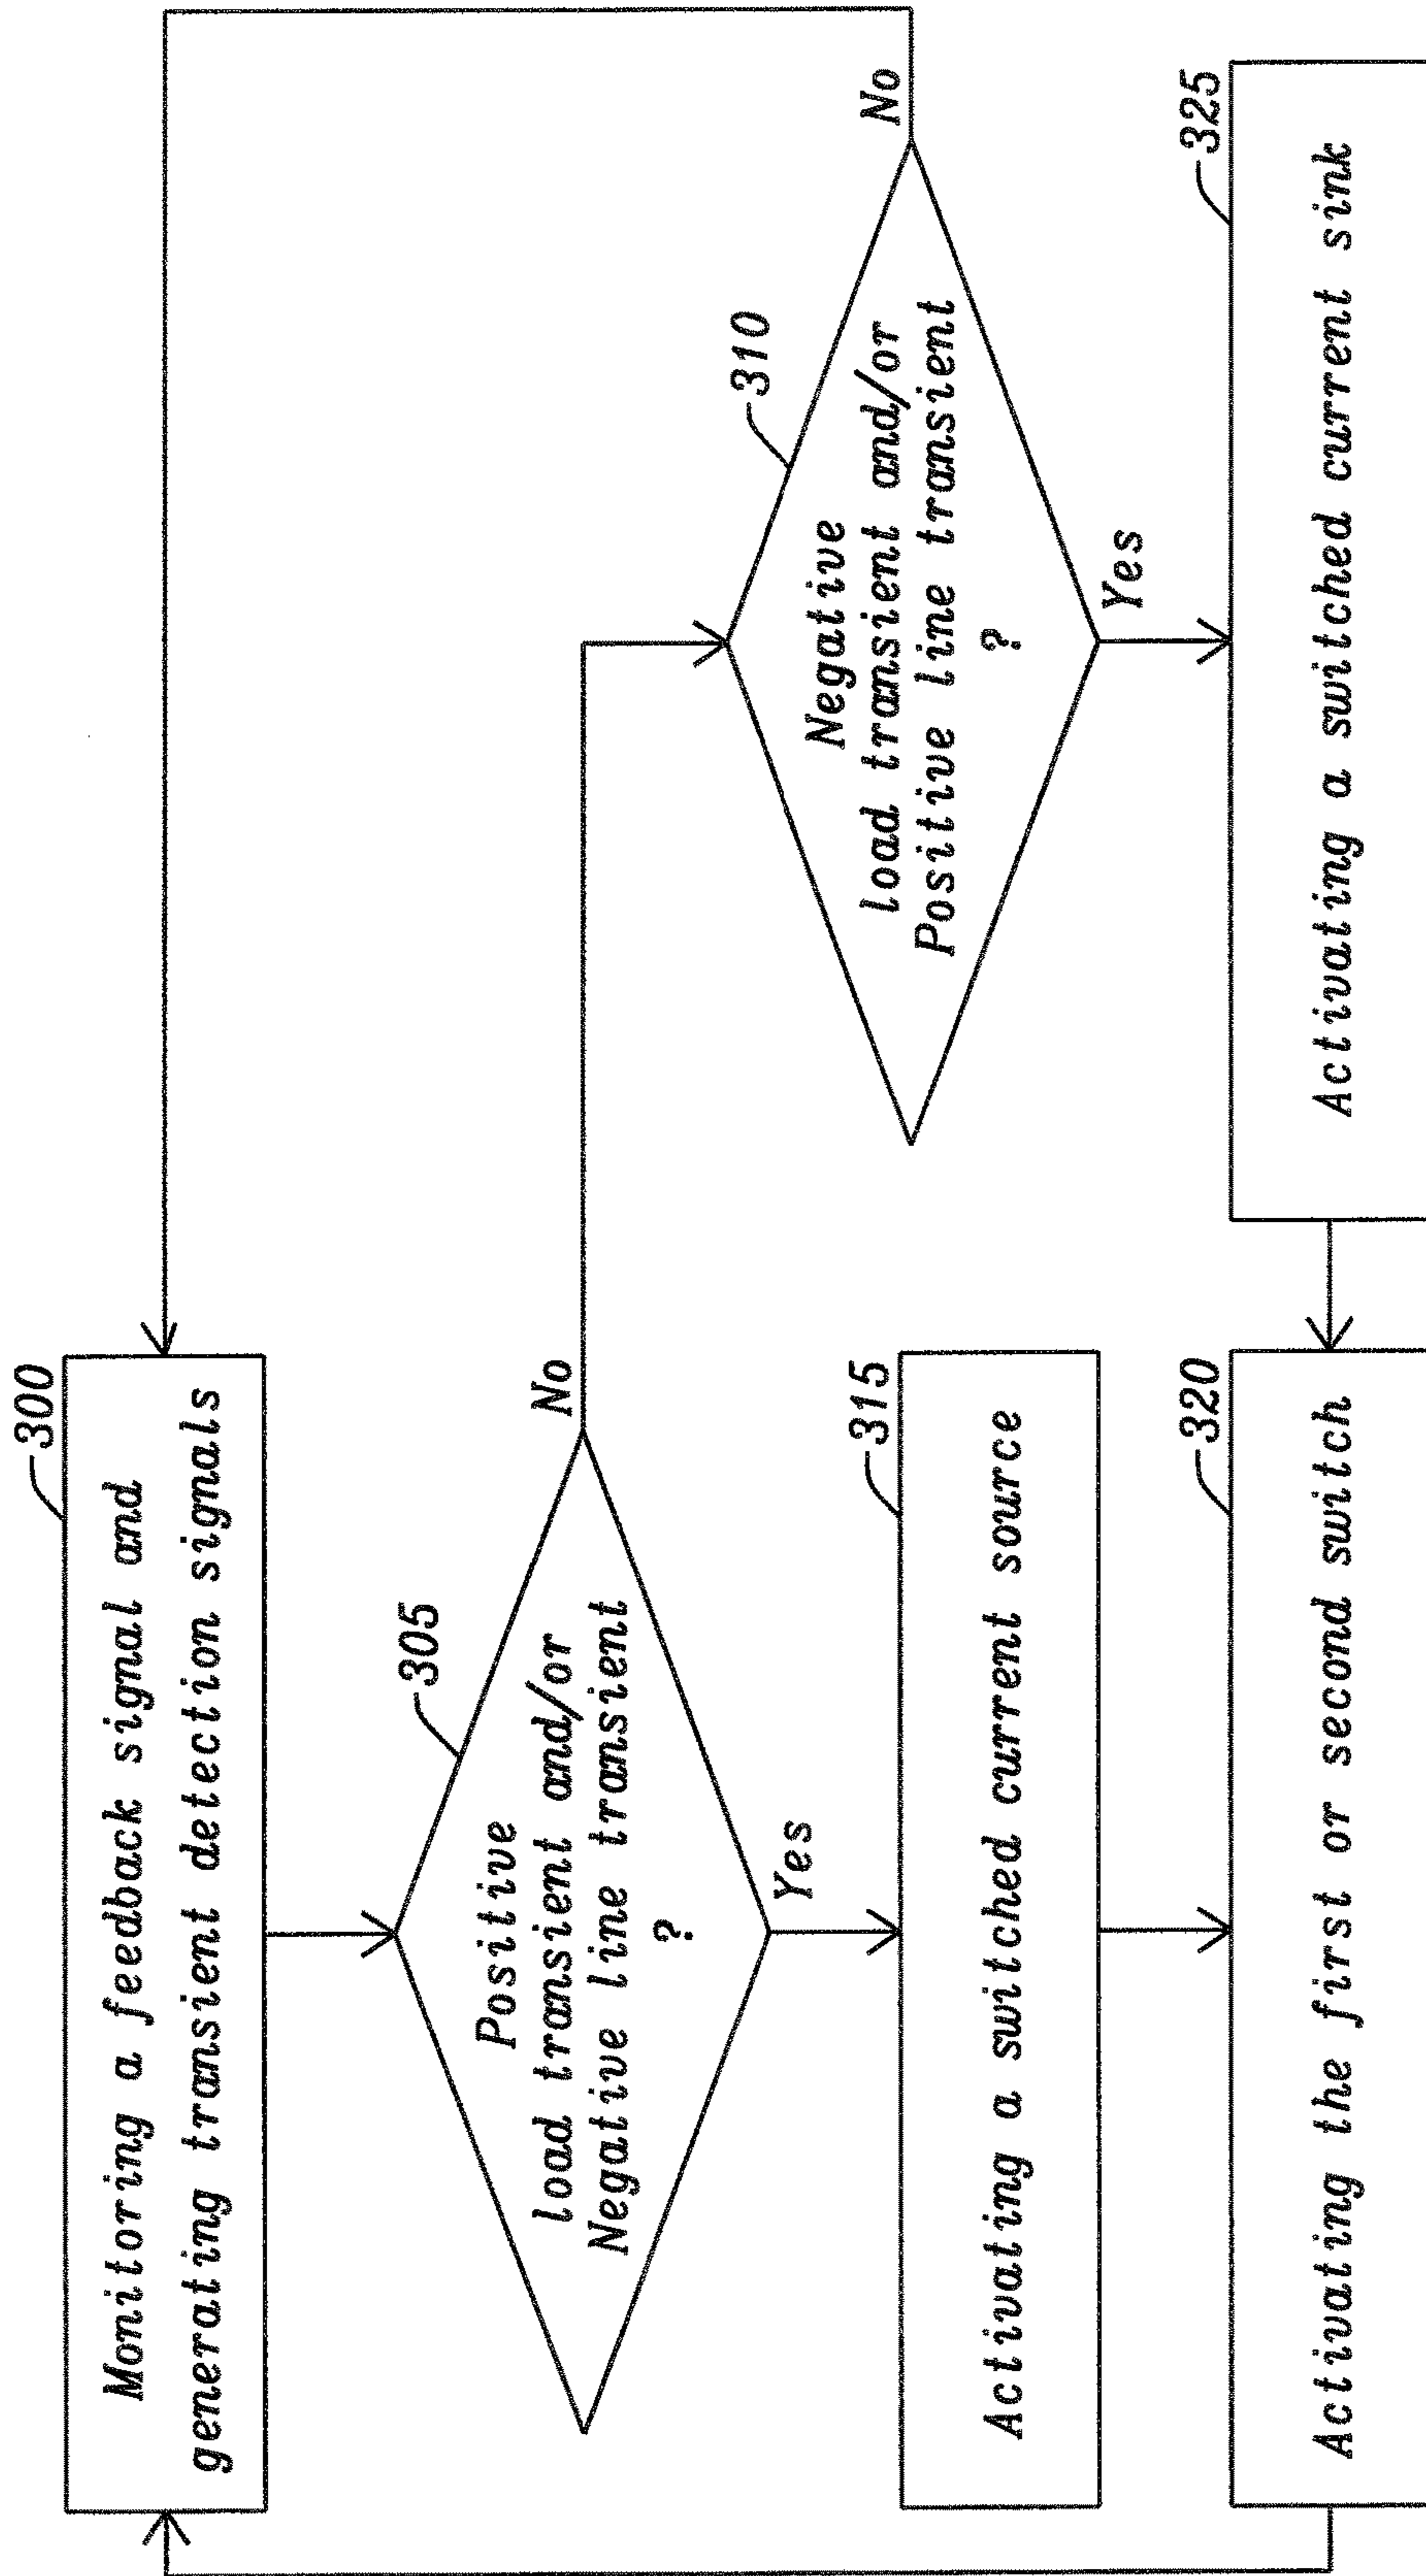 300
Monitoring a feedback signal and
generating transient detection signals
305
Positive
load transient and/or
Negative line transient
?
No
Yes
310
Negative
load transient and/or
Positive line transient
?
No
Yes
315
Activating a switched current source
320
Activating the first or second switch
325
Activating a switched current sink